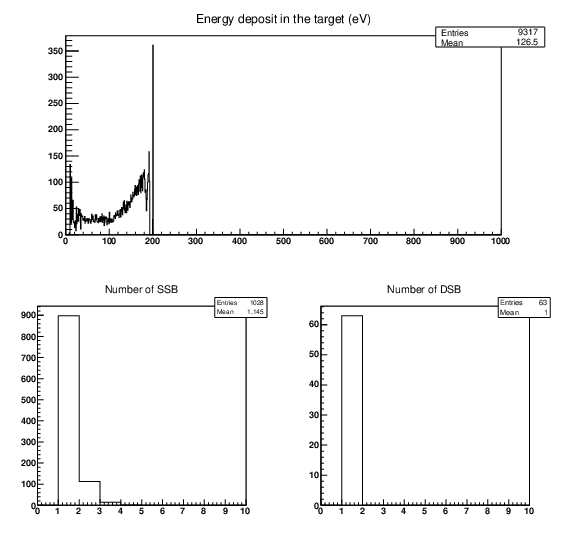 Energy deposit in the target (eV)
Entries 9317
Mean 126.5
350
300
250
200
150
100
50
0
0 100 200 300 400 500 600 700 800 900 1000
Number of SSB
Entries 1028
Mean 1.145
900
800
700
600
500
400
300
200
100
0
0 1 2 3 4 5 6 7 8 9 10
Number of DSB
Entries 63
Mean 1
60
50
40
30
20
10
0
0 1 2 3 4 5 6 7 8 9 10